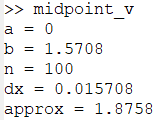 >> midpoint_v
a = 0
b = 1.5708
n = 100
dx = 0.015708
approx = 1.8758